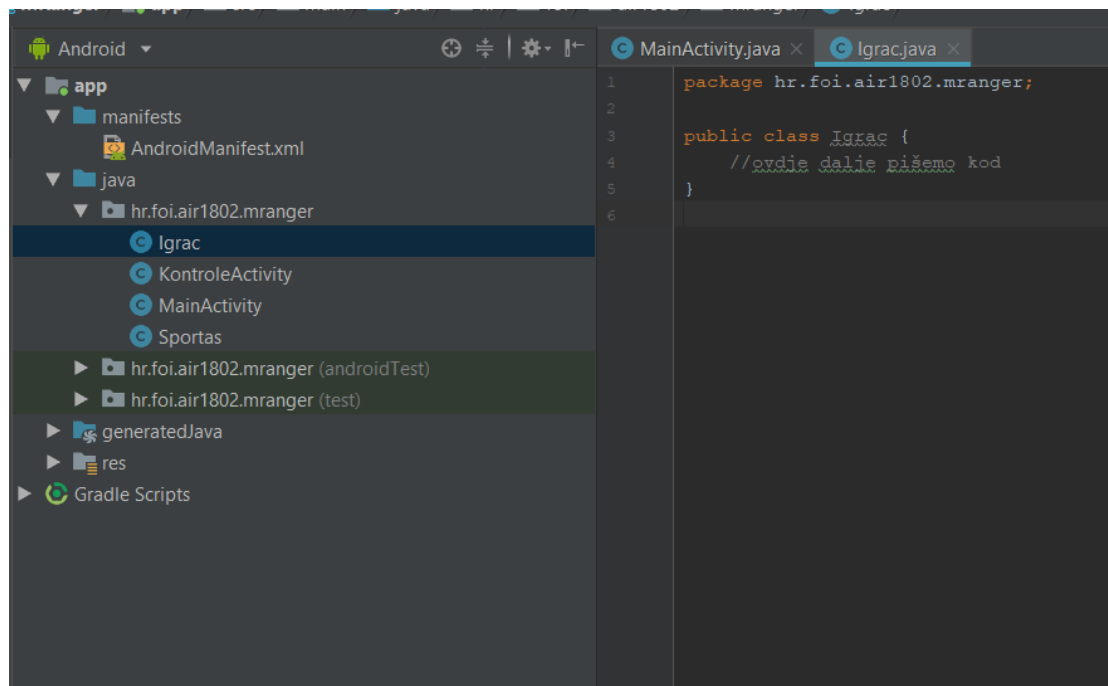 Android
MainActivity.java
Igrac.java
app
manifests
AndroidManifest.xml
java
hr.foi.air1802.mranger
Igrac
KontroleActivity
MainActivity
Sportas
hr.foi.air1802.mranger (androidTest)
hr.foi.air1802.mranger (test)
generatedJava
res
Gradle Scripts
1 package hr.foi.air1802.mranger;
2
3 public class Igrac {
4 //ovdje dalje pišemo kod
5 }
6